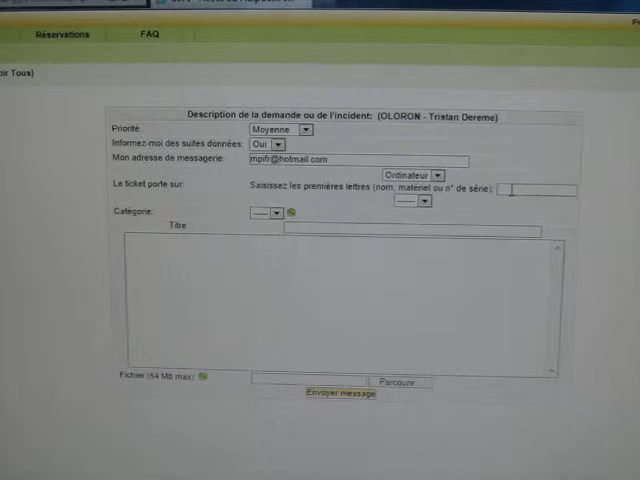 Réservations FAQ
oir Tous)
Description de la demande ou de l'incident: (OLORON - Tristan Dereme)
Priorité: Moyenne
Informez-moi des suites données: Oui
Mon adresse de messagerie: mpifr@hotmail.com
Ordinateur
Le ticket porte sur: Saisissez les premières lettres (nom, matériel ou n° de série):
-----
Catégorie: -----
Titre
Fichier (64 Mb max): Parcourir...
Envoyer message